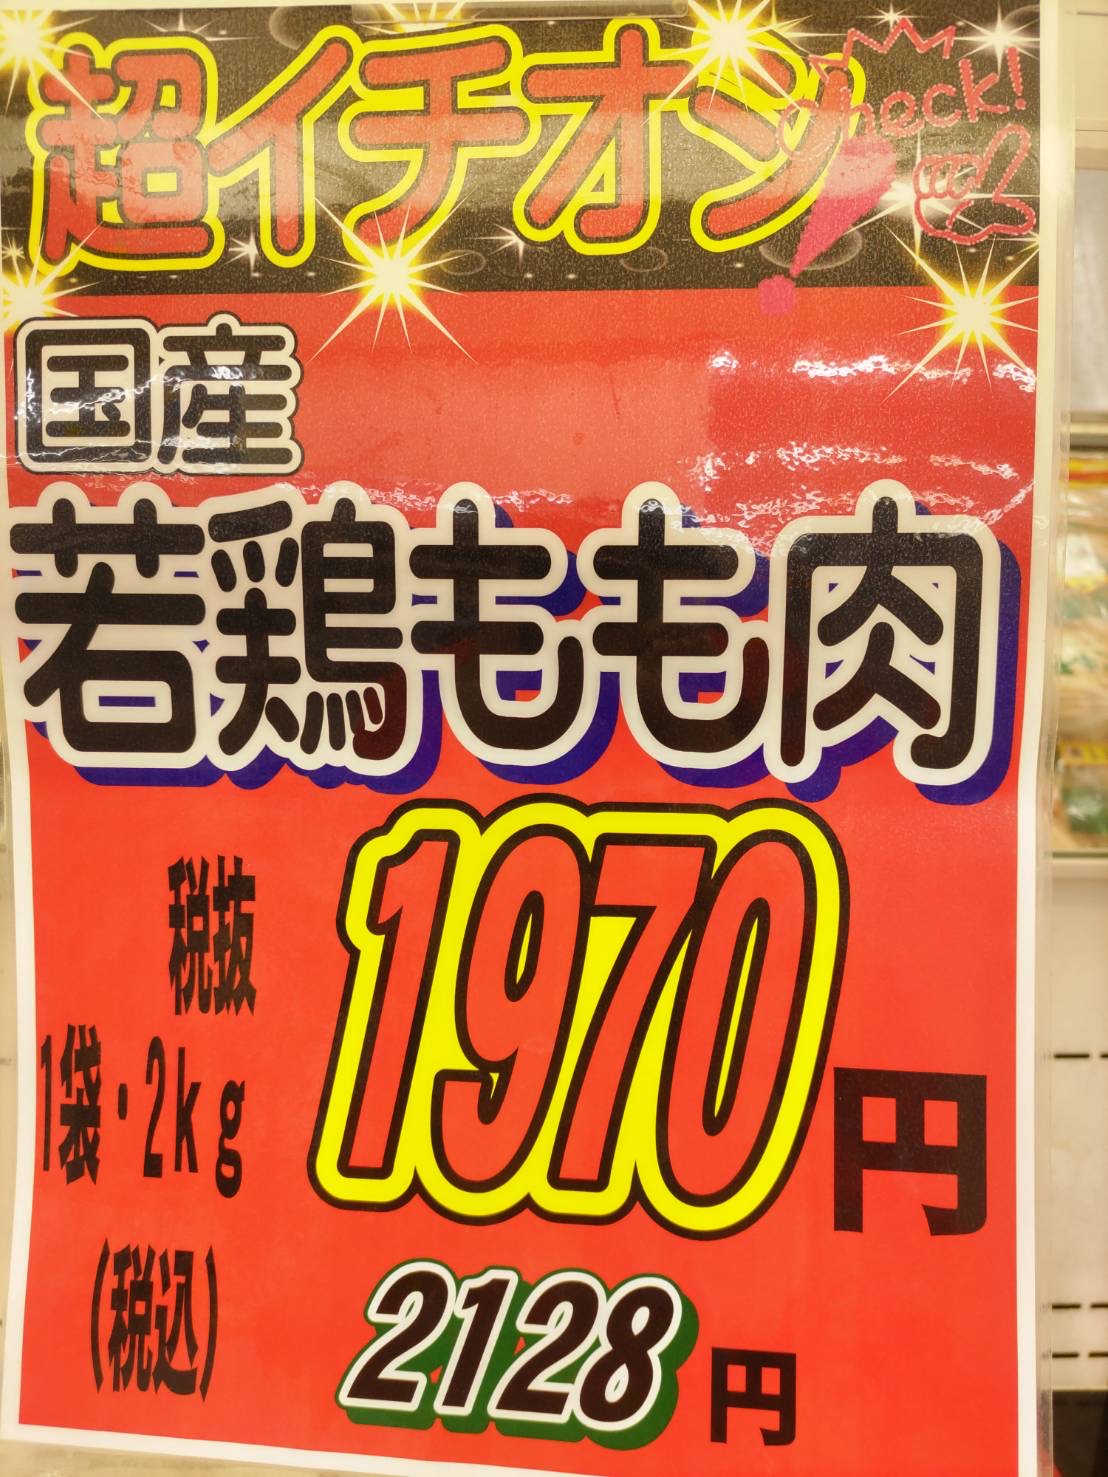 超イチオシ!
check!
国産
若鶏もも肉
税抜
1袋・2kg
1970円
(税込)
2128円